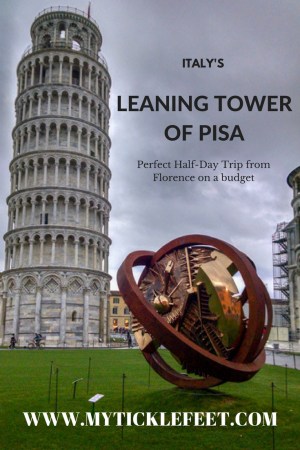 ITALY'S
LEANING TOWER
OF PISA
Perfect Half-Day Trip from
Florence on a budget
WWW.MYTICKLEFEET.COM